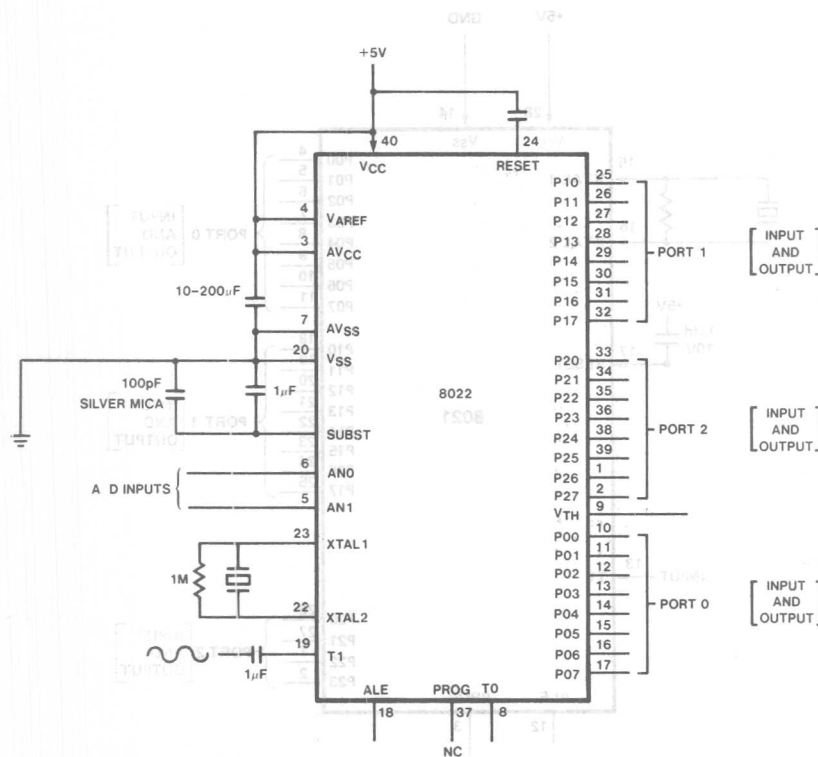 +5V
40
24
VCC
RESET
4
VAREF
3
AVCC
10–200μF
7
AVSS
20
VSS
100pF
SILVER MICA
1μF
SUBST
6
AN0
A D INPUTS
5
AN1
23
XTAL1
1M
22
XTAL2
19
T1
1μF
ALE
PROG
T0
18
37
8
NC
8022
P10 25
P11 26
P12 27
P13 28
P14 29
P15 30
P16 31
P17 32
PORT 1
INPUT
AND
OUTPUT
P20 33
P21 34
P22 35
P23 36
P24 38
P25 39
P26 1
P27 2
PORT 2
INPUT
AND
OUTPUT
VTH 9
P00 10
P01 11
P02 12
P03 13
P04 14
P05 15
P06 16
P07 17
PORT 0
INPUT
AND
OUTPUT